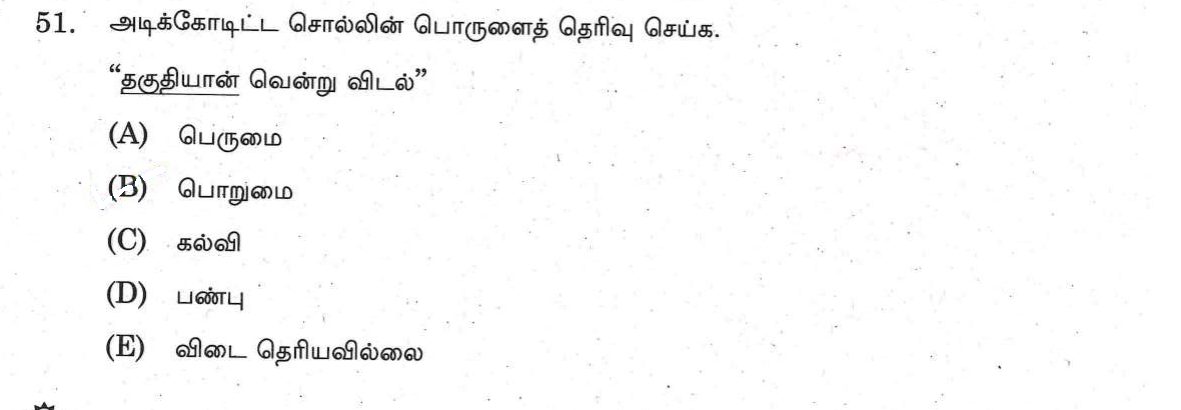 51. அடிக்கோடிட்ட சொல்லின் பொருளைத் தெரிவு செய்க.
“தகுதியான் வென்று விடல்”
(A) பெருமை
(B) பொறுமை
(C) கல்வி
(D) பண்பு
(E) விடை தெரியவில்லை